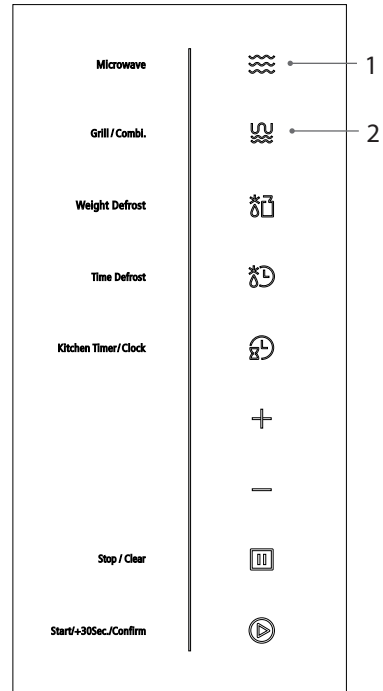 Microwave 1
Grill / Combi. 2
Weight Defrost
Time Defrost
Kitchen Timer/Clock
Stop / Clear
Start/+30Sec./Confirm